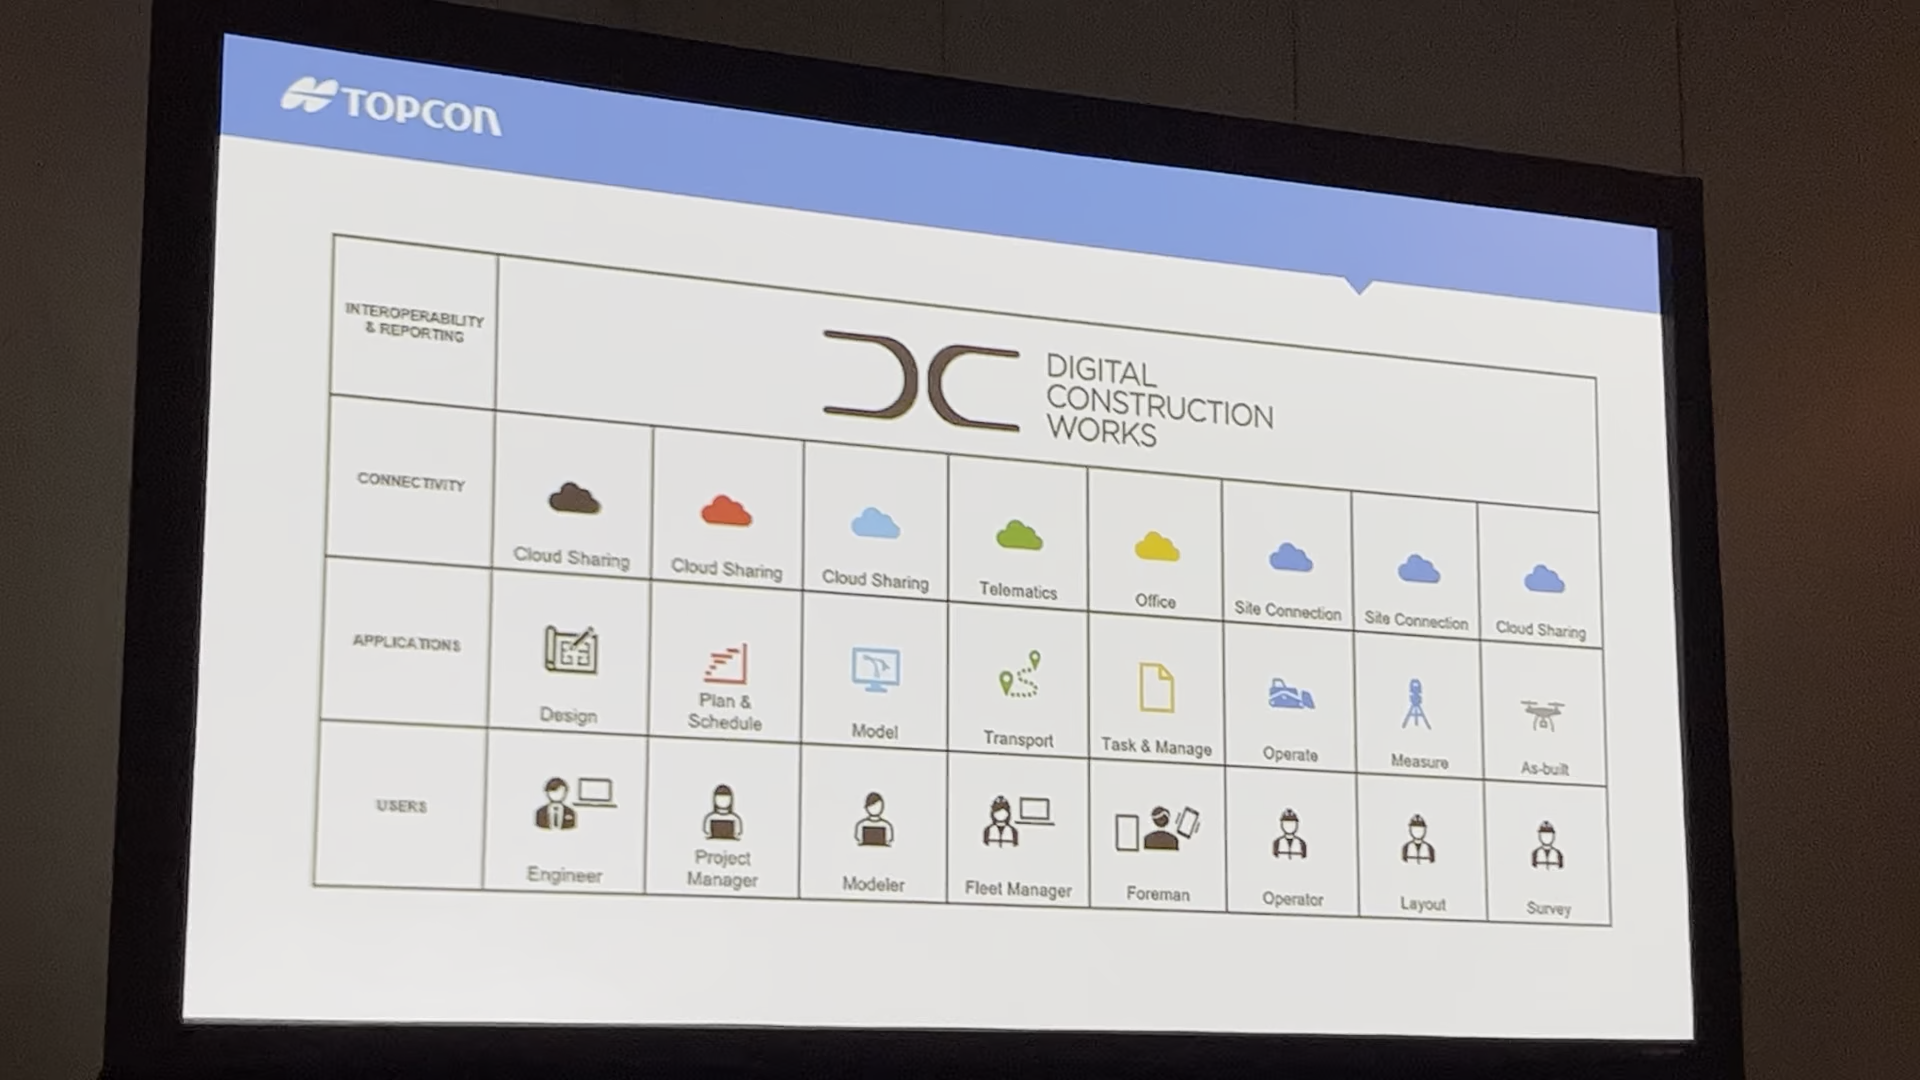 TOPCON
INTEROPERABILITY
& REPORTING
DIGITAL
CONSTRUCTION
WORKS
CONNECTIVITY
Cloud Sharing
Cloud Sharing
Cloud Sharing
Telematics
Office
Site Connection
Site Connection
Cloud Sharing
APPLICATIONS
Design
Plan &
Schedule
Model
Transport
Task & Manage
Operate
Measure
As-built
USERS
Engineer
Project
Manager
Modeler
Fleet Manager
Foreman
Operator
Layout
Survey